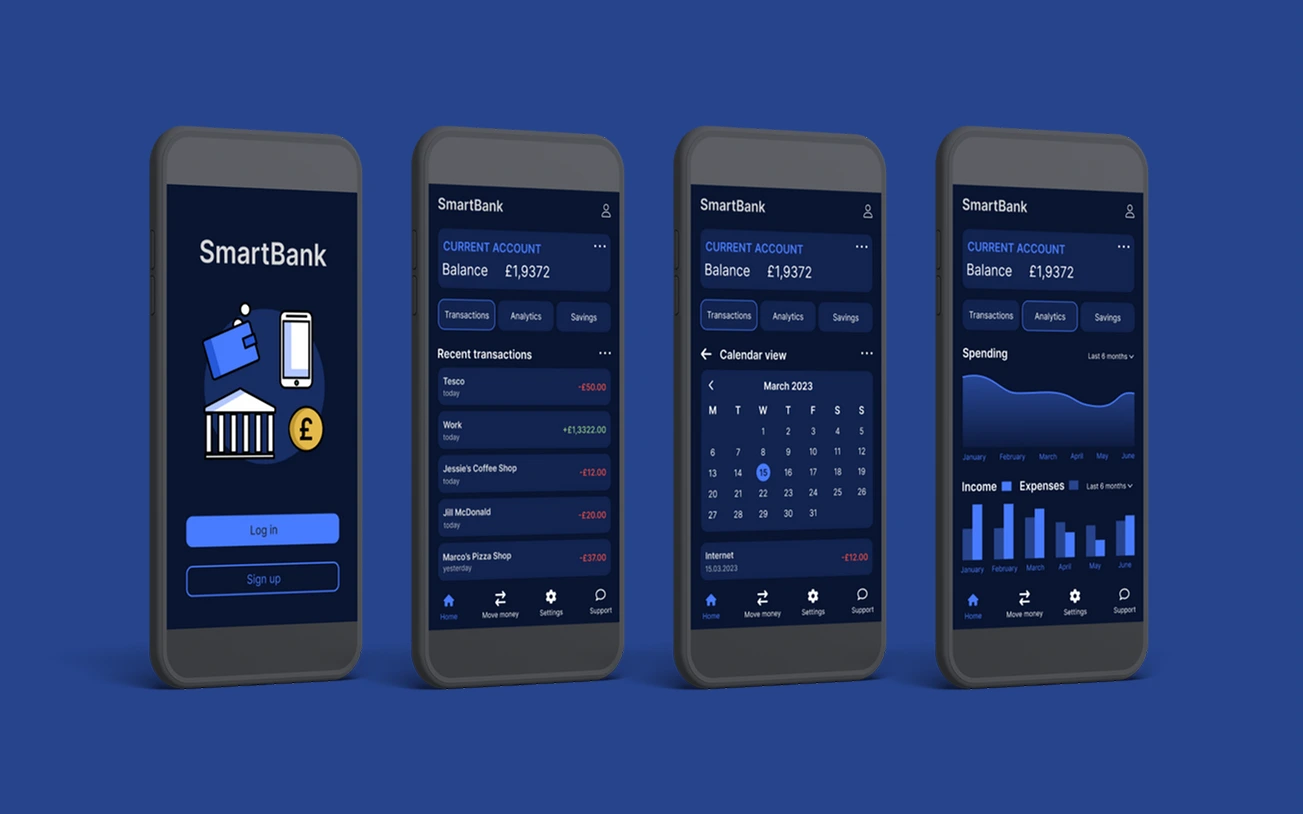 SmartBank
£
Log in
Sign up
SmartBank
CURRENT ACCOUNT
Balance £1,9372
Transactions Analytics Savings
Recent transactions
Tesco -£50.00
today
Work +£1,3322.00
today
Jessie's Coffee Shop -£12.00
today
Jill McDonald -£20.00
today
Marco's Pizza Shop -£37.00
yesterday
Home Move money Settings Support
SmartBank
CURRENT ACCOUNT
Balance £1,9372
Transactions Analytics Savings
Calendar view
March 2023
M T W T F S S
1 2 3 4 5
6 7 8 9 10 11 12
13 14 15 16 17 18 19
20 21 22 23 24 25 26
27 28 29 30 31
Internet -£12.00
15.03.2023
Home Move money Settings Support
SmartBank
CURRENT ACCOUNT
Balance £1,9372
Transactions Analytics Savings
Spending Last 6 months
January February March April May June
Income Expenses Last 6 months
January February March April May June
Home Move money Settings Support